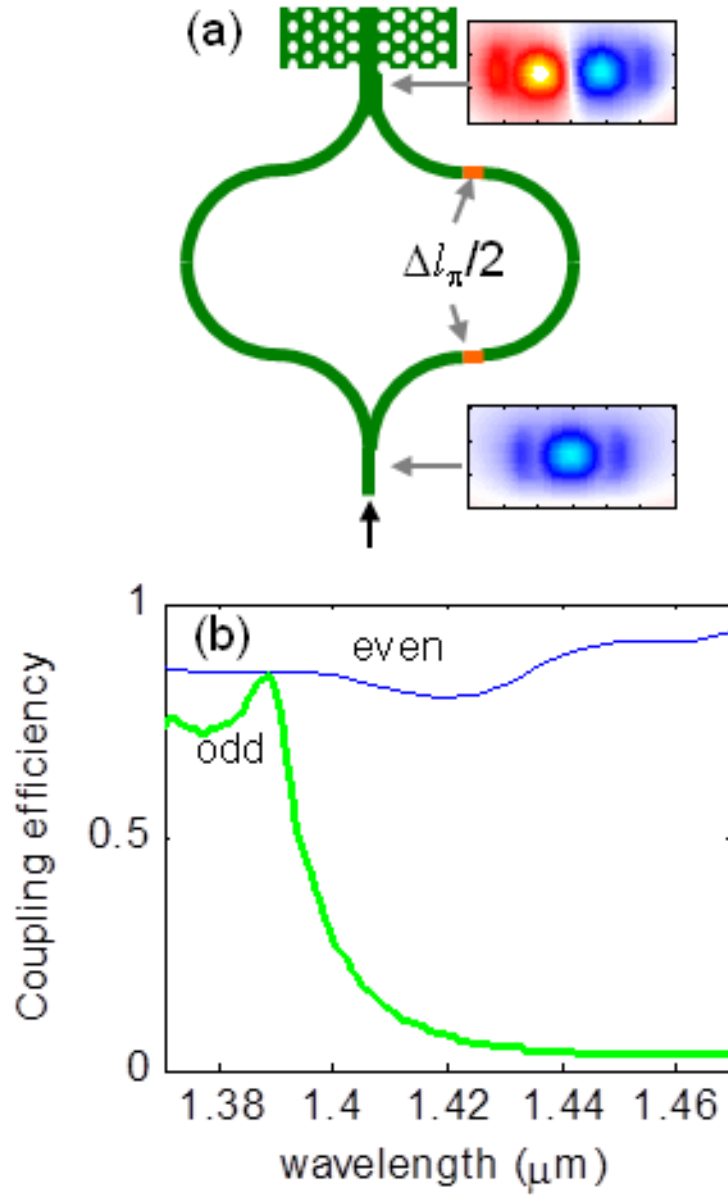 (a)
Δl_π/2
(b)
even
odd
1
0.5
0
Coupling efficiency
1.38 1.4 1.42 1.44 1.46
wavelength (μm)